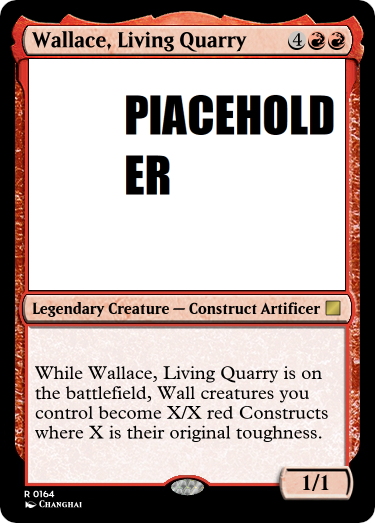 Wallace, Living Quarry 4
PIACEHOLD
ER
Legendary Creature — Construct Artificer
While Wallace, Living Quarry is on
the battlefield, Wall creatures you
control become X/X red Constructs
where X is their original toughness.
1/1
R 0164
Changhai